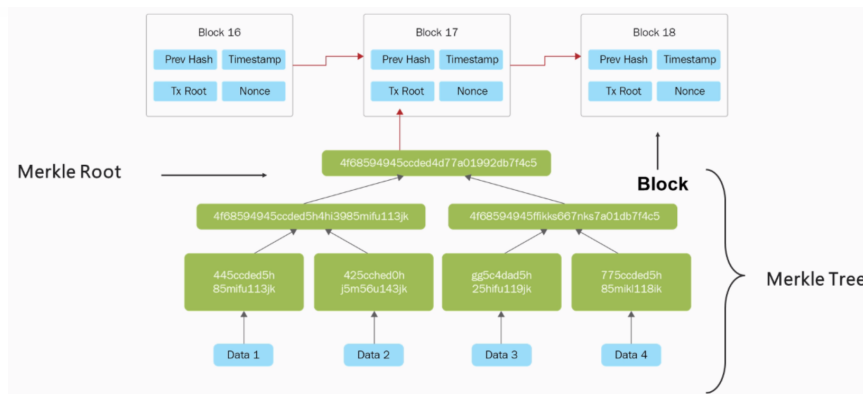 Block 16
Block 17
Block 18
Prev Hash
Timestamp
Prev Hash
Timestamp
Prev Hash
Timestamp
Tx Root
Nonce
Tx Root
Nonce
Tx Root
Nonce
Merkle Root
4f68594945ccded4d77a01992db7f4c5
Block
4f68594945ccded5h4hi3985mifu113jk
4f68594945ffikks667nks7a01db7f4c5
445ccded5h
85mifu113jk
425cched0h
j5m56u143jk
gg5c4dad5h
25hifu119jk
775ccded5h
85mikl118ik
Merkle Tree
Data 1
Data 2
Data 3
Data 4